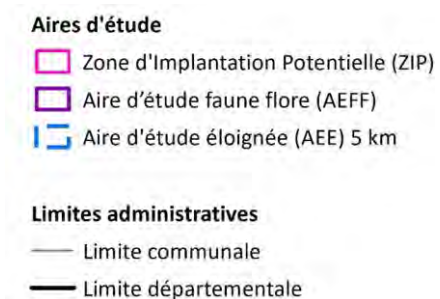 Aires d'étude
Zone d'Implantation Potentielle (ZIP)
Aire d’étude faune flore (AEFF)
Aire d'étude éloignée (AEE) 5 km
Limites administratives
Limite communale
Limite départementale